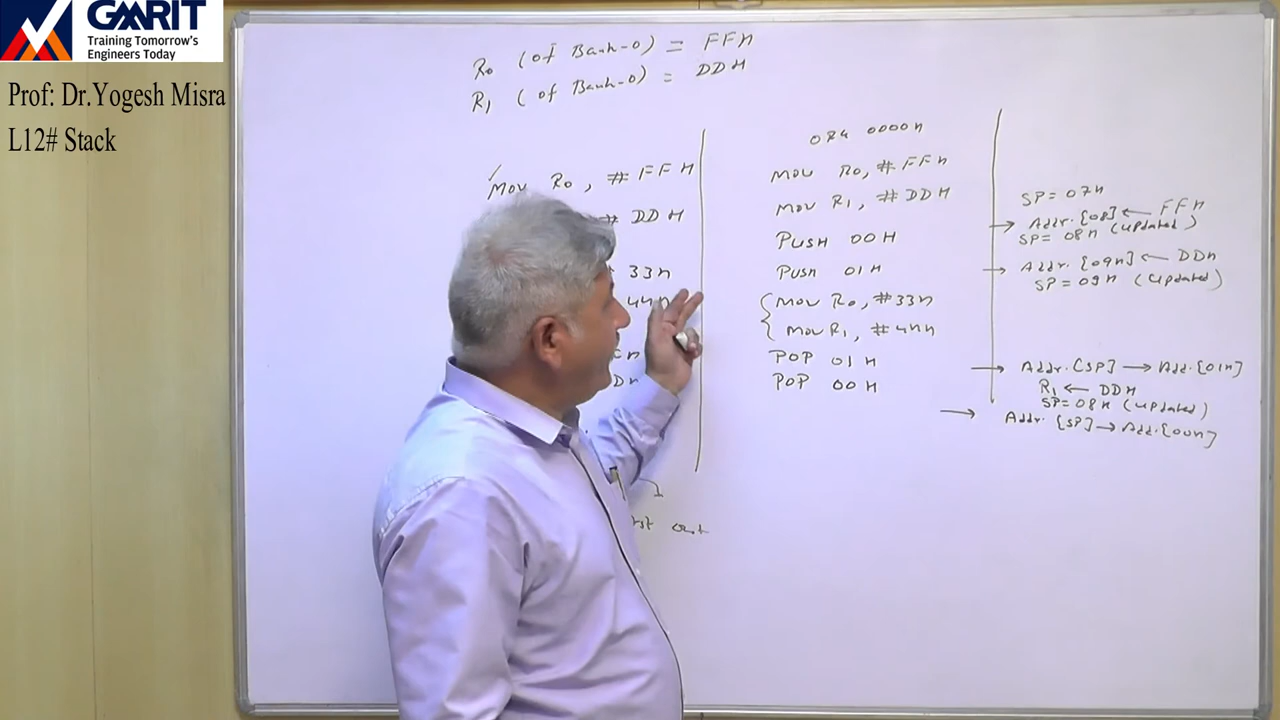 GMRIT
Training Tomorrow's
Engineers Today
Prof: Dr.Yogesh Misra
L12# Stack
R0 (of Bank-0) = FFH
R1 (of Bank-0) = DDH
MOV R0, # FFH
# DDH
33H
44H
ORG 0000H
MOV R0, # FFH
MOV R1, # DDH
PUSH 00H
PUSH 01H
MOV R0, #33H
MOV R1, #44H
POP 01H
POP 00H
SP = 07H
Addr.[08] ← FFH
SP = 08H (updated)
Addr.[09H] ← DDH
SP = 09H (updated)
Addr.[SP] → Add.[01H]
R1 ← DDH
SP = 08H (updated)
Addr.[SP] → Add.[00H]